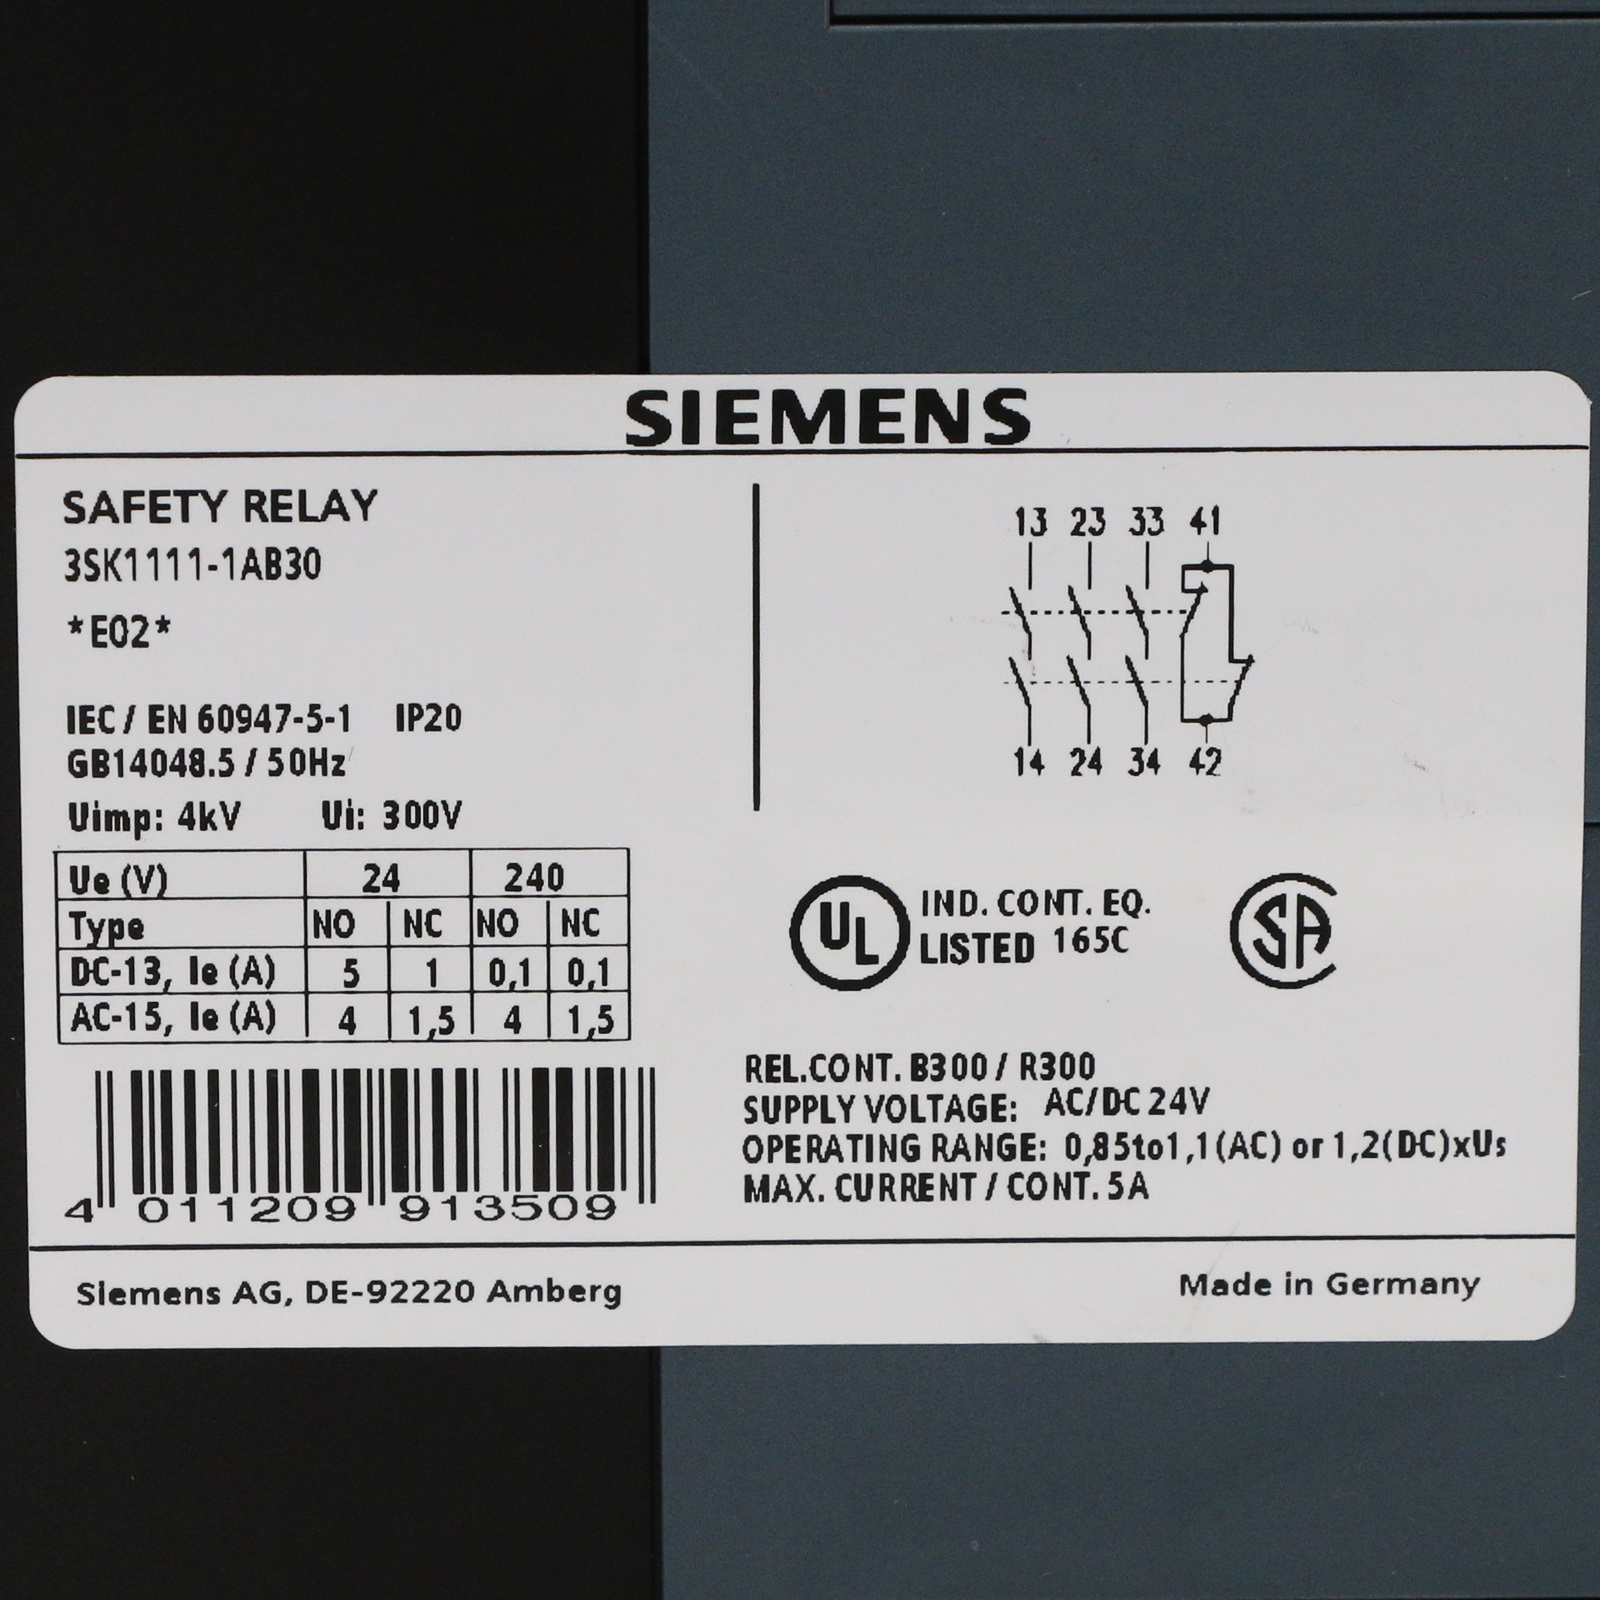 SIEMENS
SAFETY RELAY
3SK1111-1AB30
*E02*
IEC / EN 60947-5-1 IP20
GB14048.5 / 50Hz
Uimp: 4kV Ui: 300V
Ue (V) 24 240
Type NO NC NO NC
DC-13, Ie (A) 5 1 0,1 0,1
AC-15, Ie (A) 4 1,5 4 1,5
4 011209 913509
13 23 33 41
14 24 34 42
UL IND. CONT. EQ.
LISTED 165C
SA
REL.CONT. B300 / R300
SUPPLY VOLTAGE: AC/DC 24V
OPERATING RANGE: 0,85to1,1(AC) or 1,2(DC)xUs
MAX. CURRENT / CONT. 5A
Siemens AG, DE-92220 Amberg
Made in Germany